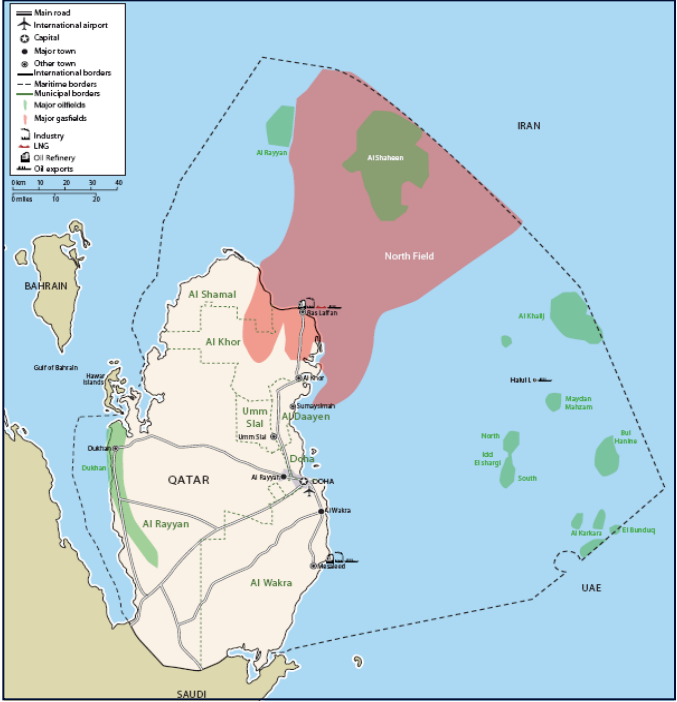 Main road
International airport
Capital
Major town
Other town
International borders
Maritime borders
Municipal borders
Major oilfields
Major gasfields
Industry
LNG
Oil Refinery
Oil exports
0 km 10 20 30 40
0 miles 10 20
IRAN
Al Rayyan
Al Shaheen
North Field
BAHRAIN
Al Shamal
Ras Laffan
Al Khalij
Al Khor
Gulf of Bahrain
Hawar
Islands
Al Khor
Halul I.
Maydan
Mahzam
Umm
Slal
Sumaysimah
Al Daayen
Umm Slal
North
Bul
Hanine
Idd
El shargi
South
Dukhan
Dukhan
Doha
QATAR
Al Rayyan
DOHA
Al Rayyan
Al Wakra
Al Karkara
El Bunduq
Mesaieed
Al Wakra
UAE
SAUDI